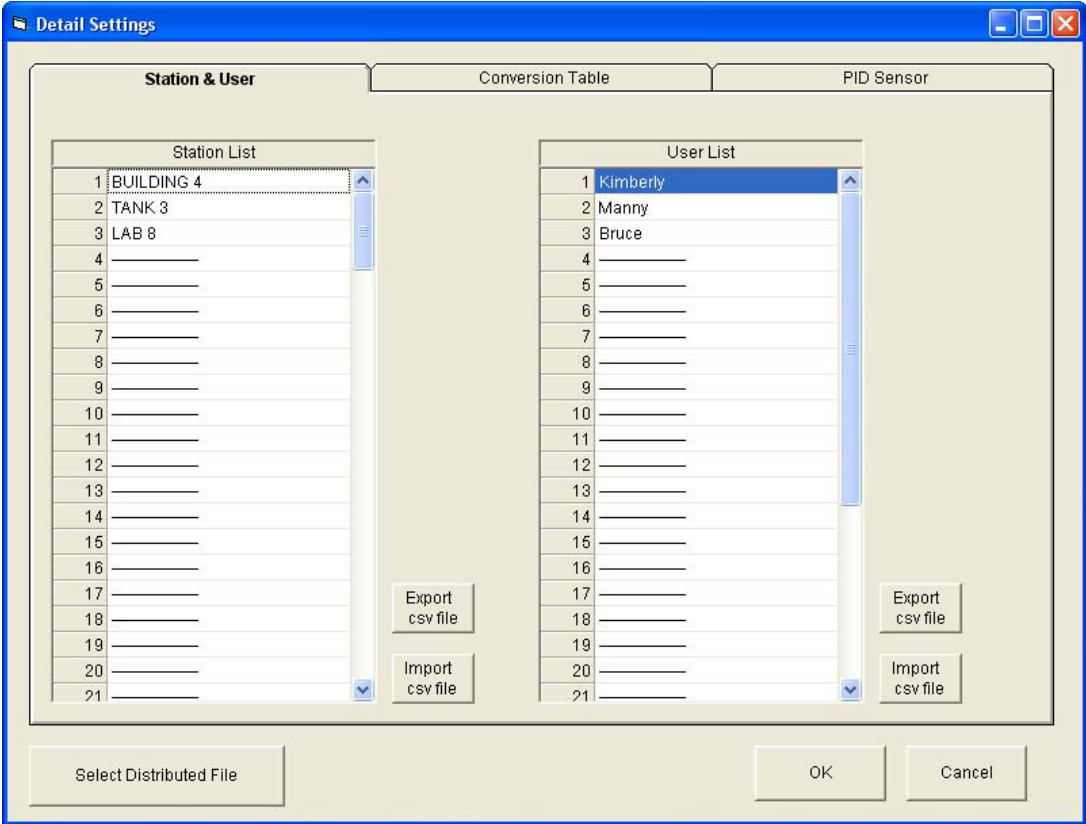 Detail Settings
Station & User
Conversion Table
PID Sensor
Station List
1 BUILDING 4
2 TANK 3
3 LAB 8
4
5
6
7
8
9
10
11
12
13
14
15
16
17
18
19
20
21
Export
csv file
Import
csv file
User List
1 Kimberly
2 Manny
3 Bruce
4
5
6
7
8
9
10
11
12
13
14
15
16
17
18
19
20
21
Export
csv file
Import
csv file
Select Distributed File
OK
Cancel